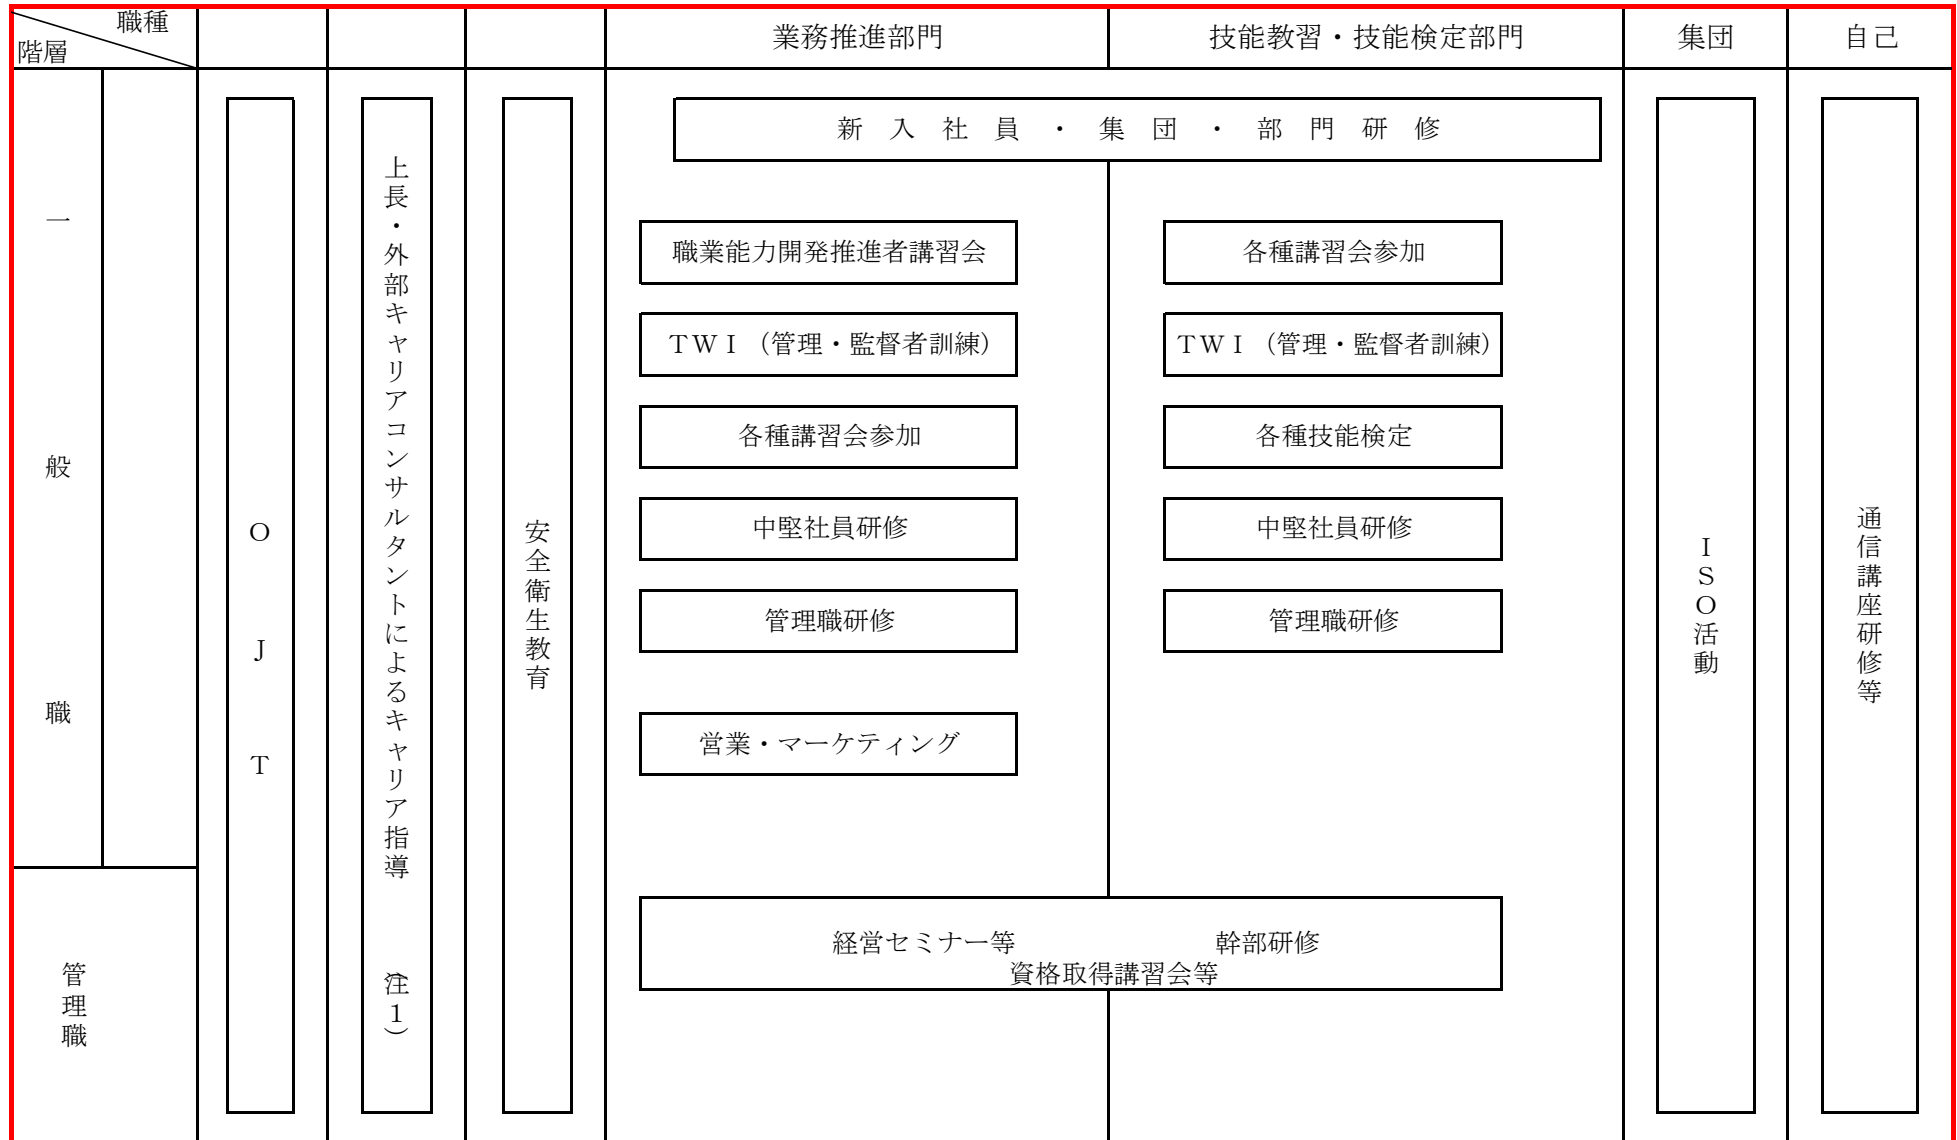 職種
階層
業務推進部門
技能教習・技能検定部門
集団
自己
一般職
管理職
OJT
上長・外部キャリアコンサルタントによるキャリア指導 (注1)
安全衛生教育
新入社員・集団・部門研修
職業能力開発推進者講習会
TWI（管理・監督者訓練）
各種講習会参加
中堅社員研修
管理職研修
営業・マーケティング
各種講習会参加
TWI（管理・監督者訓練）
各種技能検定
中堅社員研修
管理職研修
経営セミナー等 幹部研修
資格取得講習会等
ISO活動
通信講座研修等